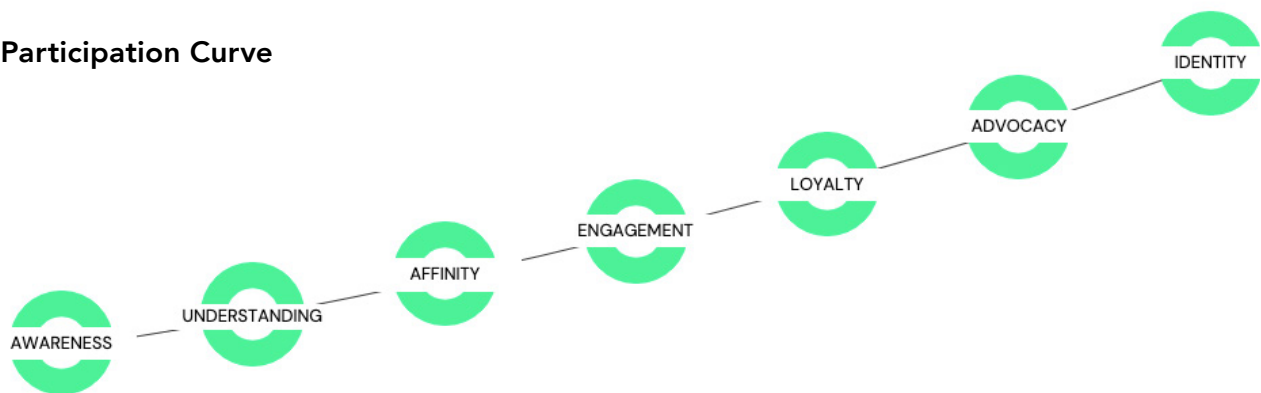 Participation Curve
AWARENESS
UNDERSTANDING
AFFINITY
ENGAGEMENT
LOYALTY
ADVOCACY
IDENTITY